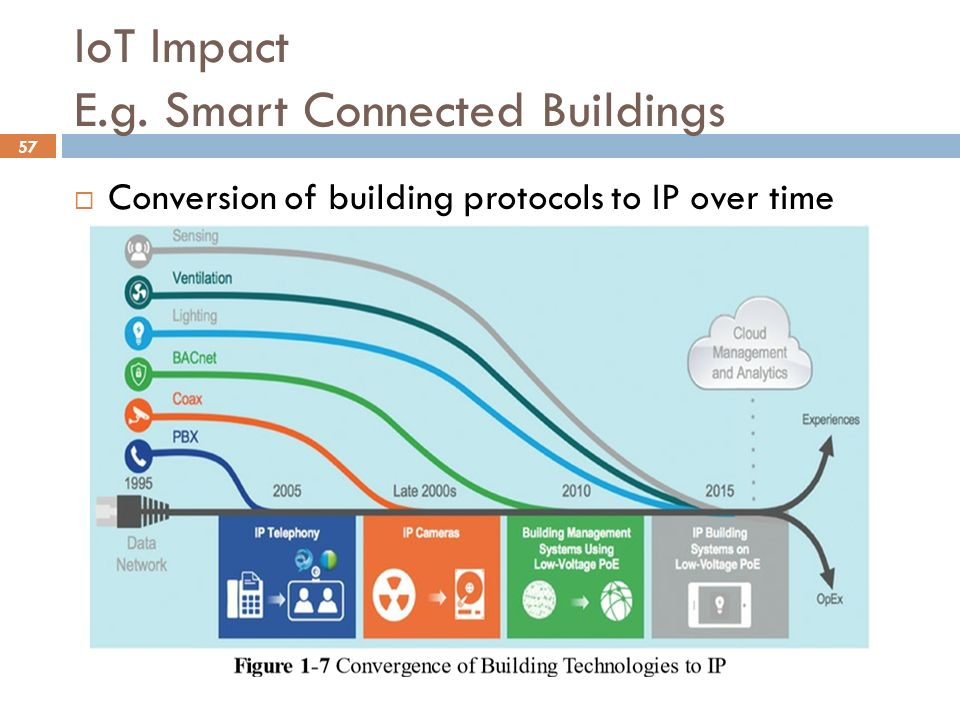 IoT Impact
E.g. Smart Connected Buildings
57
Conversion of building protocols to IP over time
Sensing
Ventilation
Lighting
BACnet
Coax
PBX
Cloud
Management
and Analytics
Experiences
1995
2005
Late 2000s
2010
2015
Data
Network
IP Telephony
IP Cameras
Building Management
Systems Using
Low-Voltage PoE
IP Building
Systems on
Low-Voltage PoE
OpEx
Figure 1-7 Convergence of Building Technologies to IP